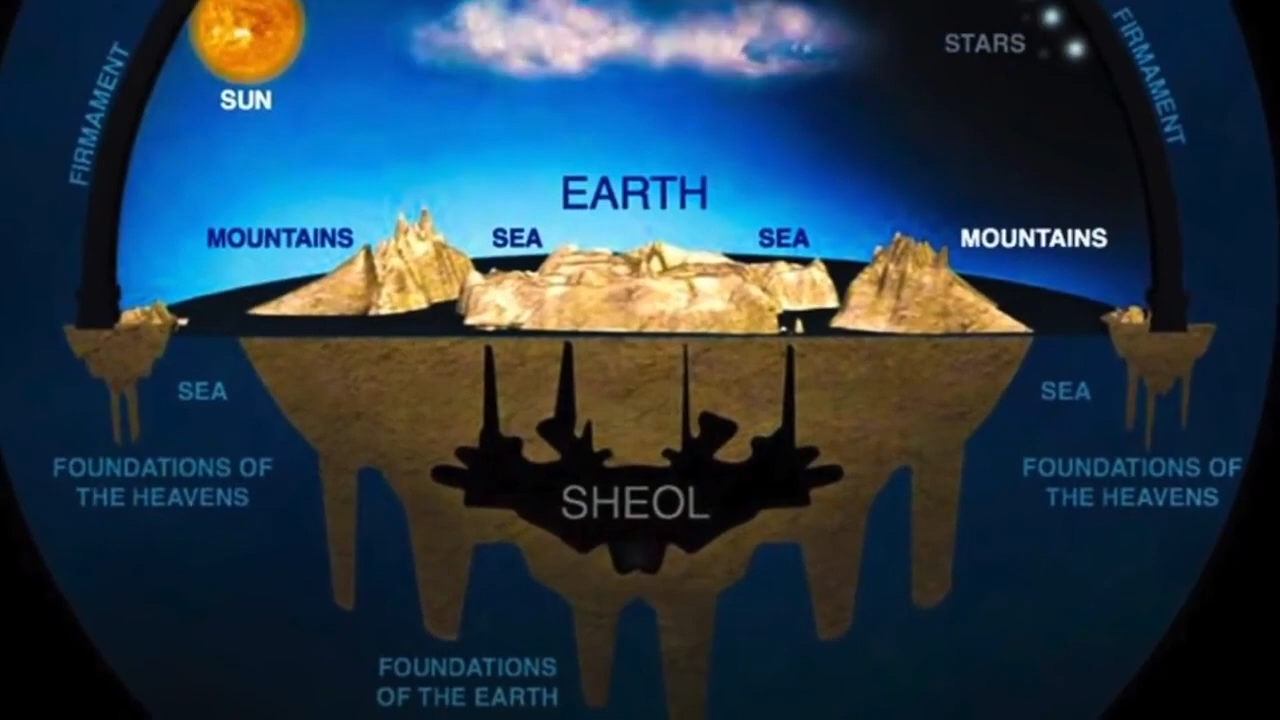 STARS
FIRMAMENT
FIRMAMENT
SUN
EARTH
MOUNTAINS
SEA
SEA
MOUNTAINS
SEA
SEA
FOUNDATIONS OF
THE HEAVENS
FOUNDATIONS OF
THE HEAVENS
SHEOL
FOUNDATIONS
OF THE EARTH